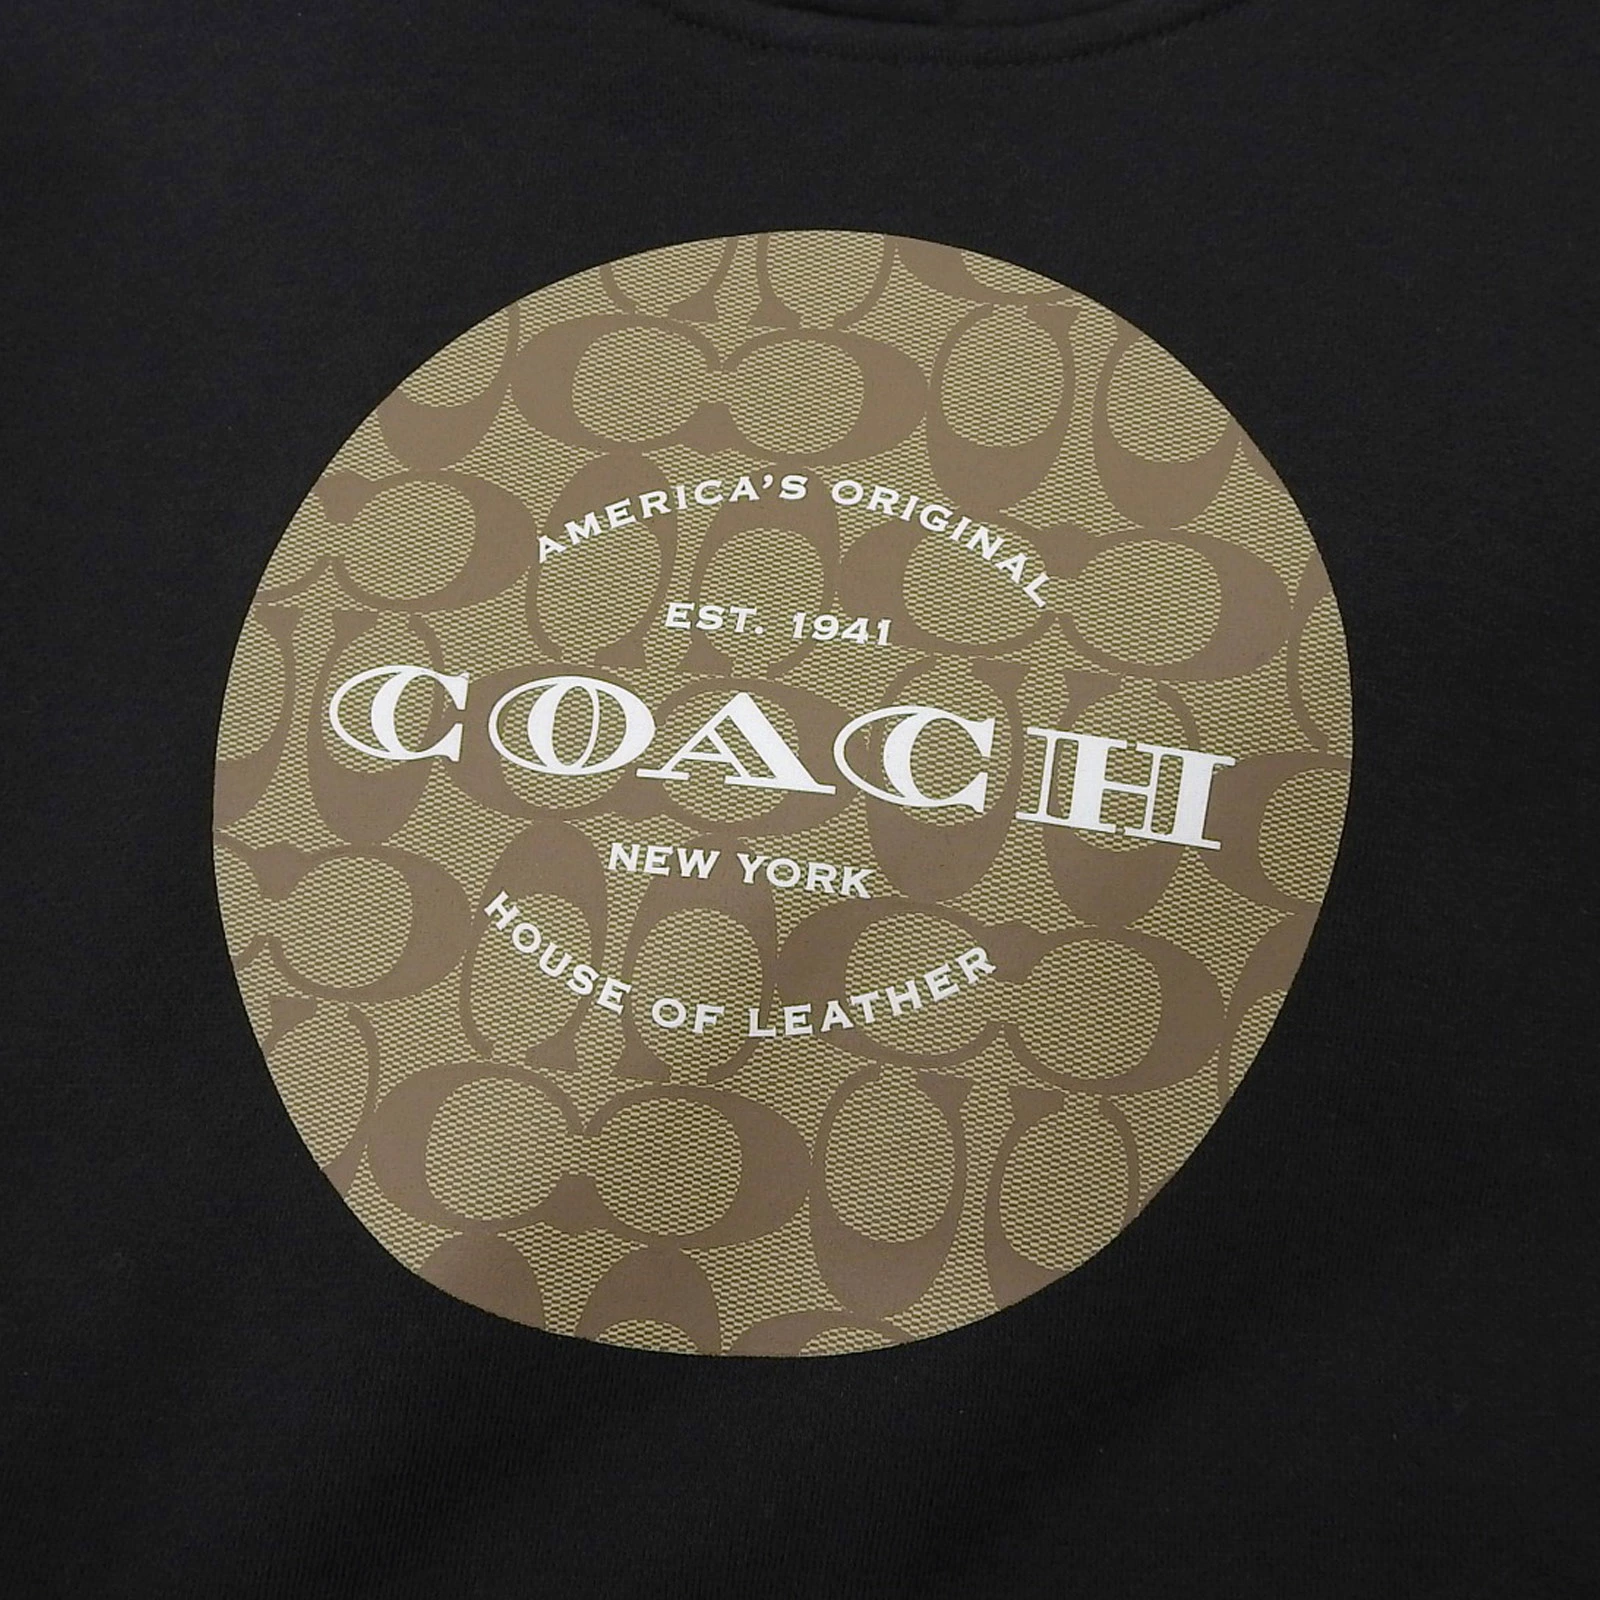 AMERICA'S ORIGINAL
EST. 1941
COACH
NEW YORK
HOUSE OF LEATHER